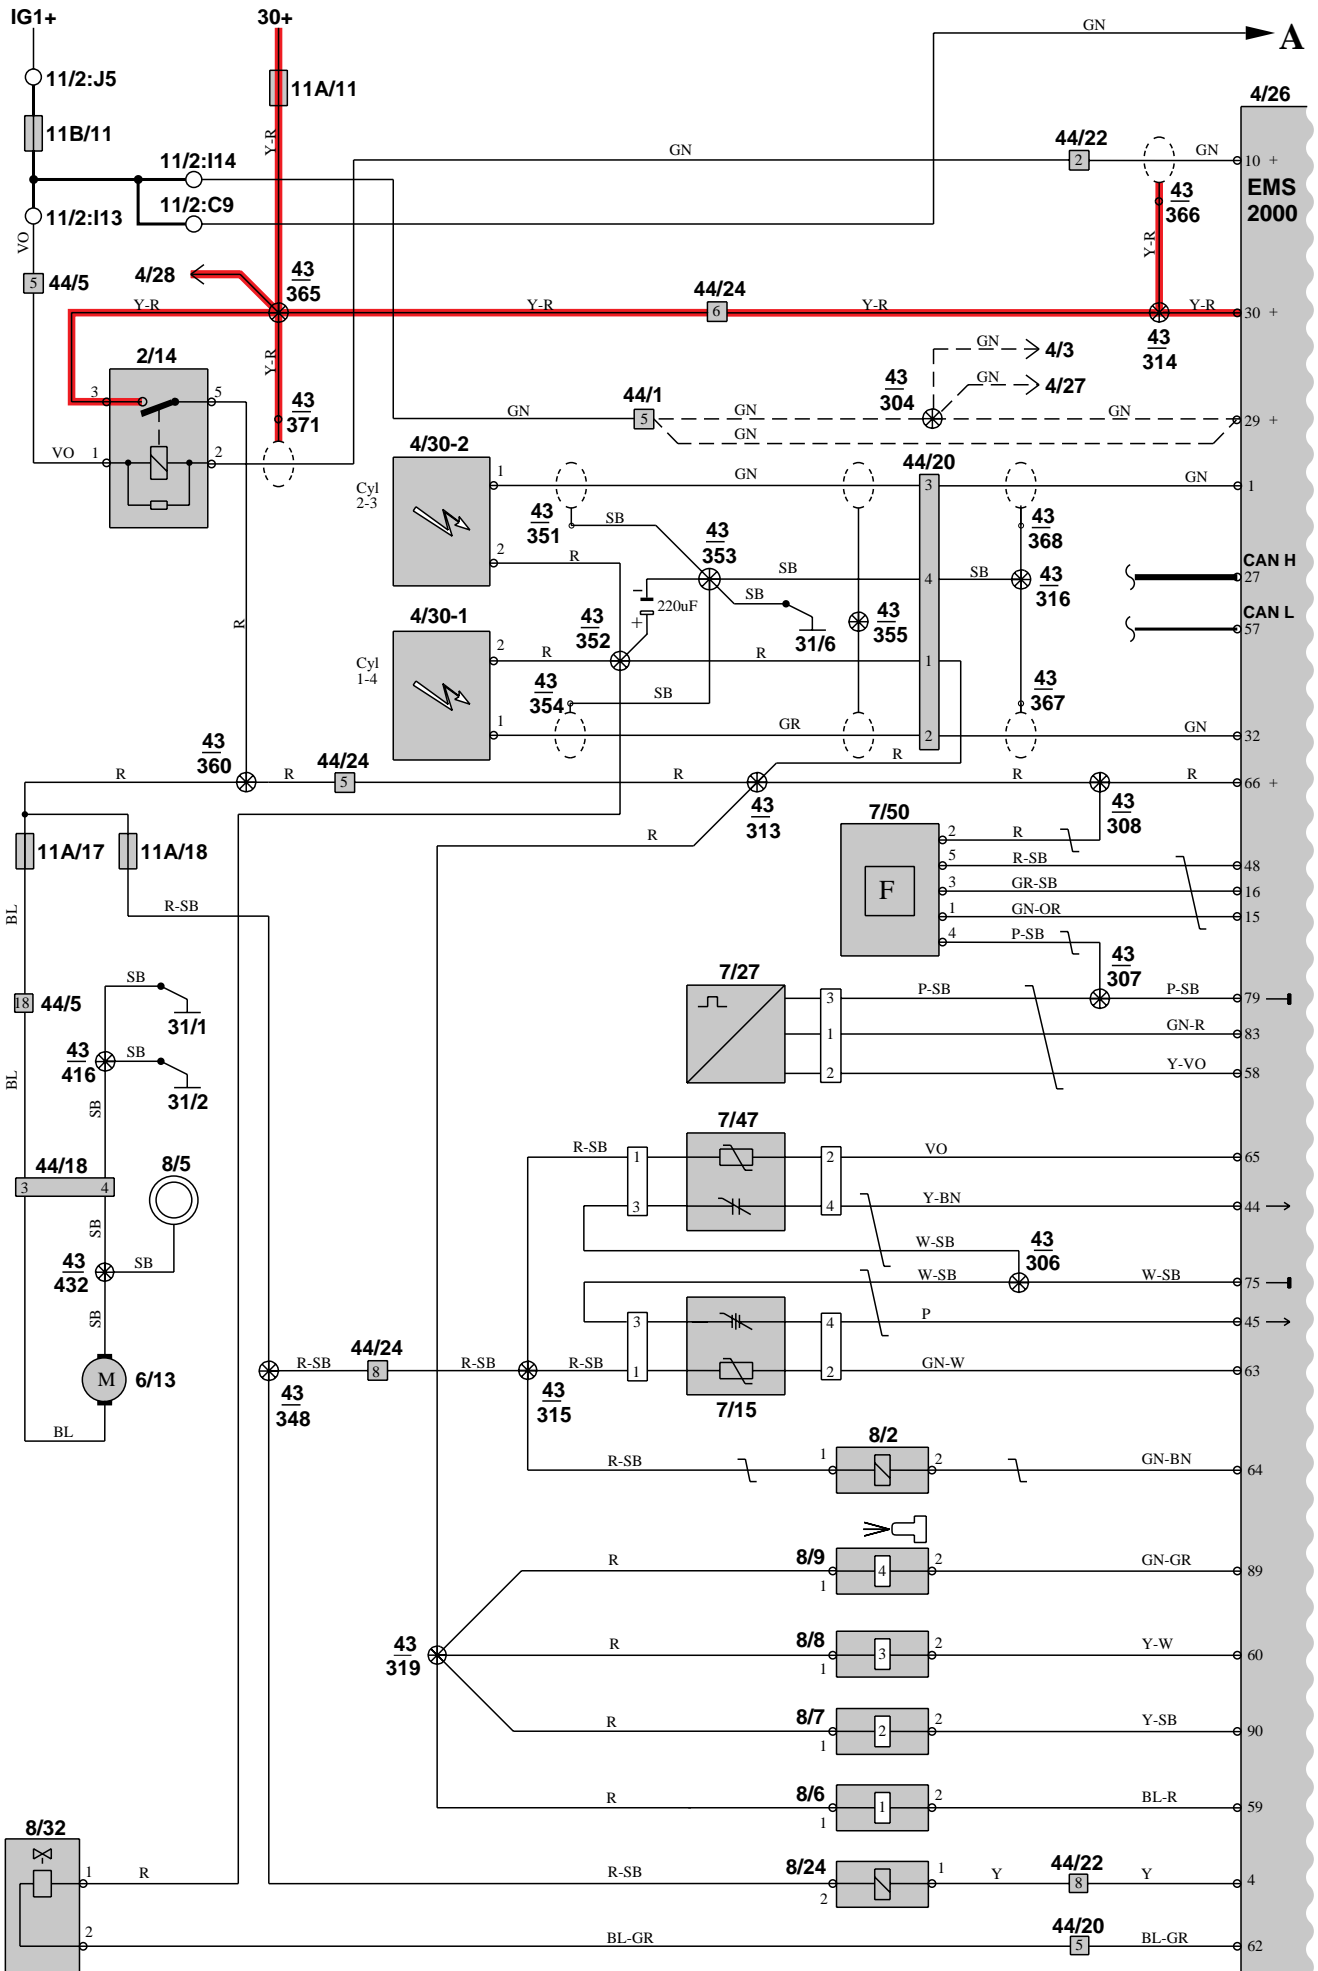 IG1+ 30+ GN A
11/2:J5 11A/11 4/26
11B/11 Y-R 44/22
11/2:I14 GN 2 GN 10 +
11/2:C9 43 366 EMS 2000
11/2:I13
VO Y-R
5 44/5 4/28 43 365 44/24
Y-R Y-R 6 Y-R Y-R 30 +
2/14 Y-R 43 314
GN 4/3
3 5 43 371 44/1 43 304 GN 4/27
GN 5 GN GN 29 +
GN
VO 1 2 4/30-2 44/20
Cyl 2-3 1 GN 3 GN 1
43 351 SB 43 353 43 368
2 R SB 4 SB 43 316 CAN H 27
− 220uF SB
4/30-1 43 352 + 31/6 43 355 CAN L 57
R
Cyl 1-4 2 R R 1
43 354 SB 43 367
1 GR 2 GN 32
43 360 44/24 R
R R 5 R R R 66 +
43 313 7/50 43 308
11A/17 11A/18 R 2 R
F 5 R-SB 48
3 GR-SB 16
BL R-SB 1 GN-OR 15
4 P-SB
7/27 43 307
SB
18 44/5 3 P-SB P-SB 79
31/1 1 GN-R 83
43 416 SB 2 Y-VO 58
BL 31/2
SB 7/47
44/18 8/5 R-SB 1 2 VO 65
3 4 3 4 Y-BN 44
SB W-SB 43 306
43 432 SB W-SB W-SB 75
SB 3 4 P 45
44/24
M 6/13 R-SB 8 R-SB R-SB 1 2 GN-W 63
43 348 43 315 7/15
BL 8/2
R-SB 1 2 GN-BN 64
R 8/9 1 4 2 GN-GR 89
43 319 R 8/8 1 3 2 Y-W 60
R 8/7 1 2 2 Y-SB 90
R 8/6 1 1 2 BL-R 59
8/32
1 R R-SB 8/24 2 1 Y 44/22 8 Y 4
2 BL-GR 44/20 5 BL-GR 62